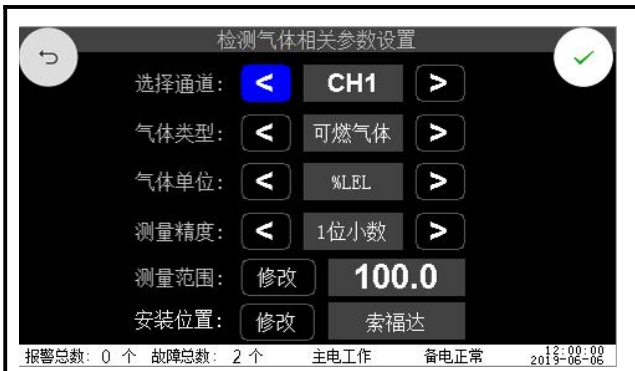 检测气体相关参数设置
选择通道: < CH1 >
气体类型: < 可燃气体 >
气体单位: < %LEL >
测量精度: < 1位小数 >
测量范围: 修改 100.0
安装位置: 修改 索福达
报警总数: 0 个 故障总数: 2 个 主电工作 备电正常 12:00:00
2019-06-06